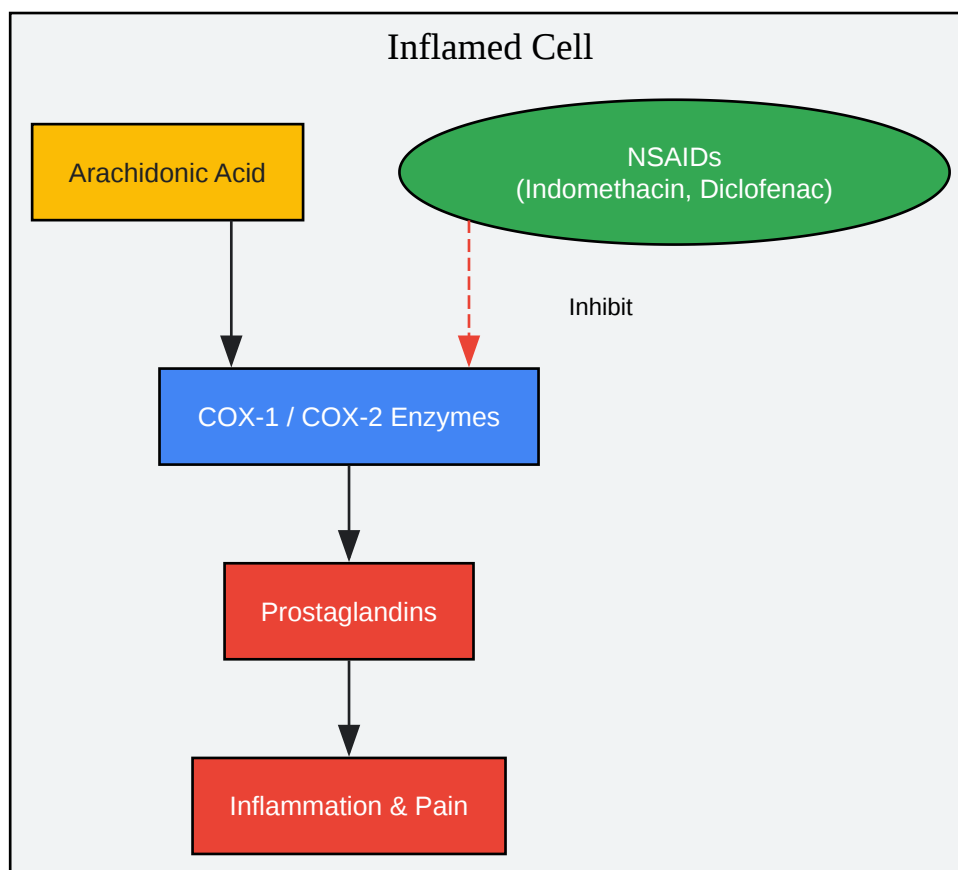 Inflamed Cell
Arachidonic Acid
NSAIDs
(Indomethacin, Diclofenac)
Inhibit
COX-1 / COX-2 Enzymes
Prostaglandins
Inflammation & Pain